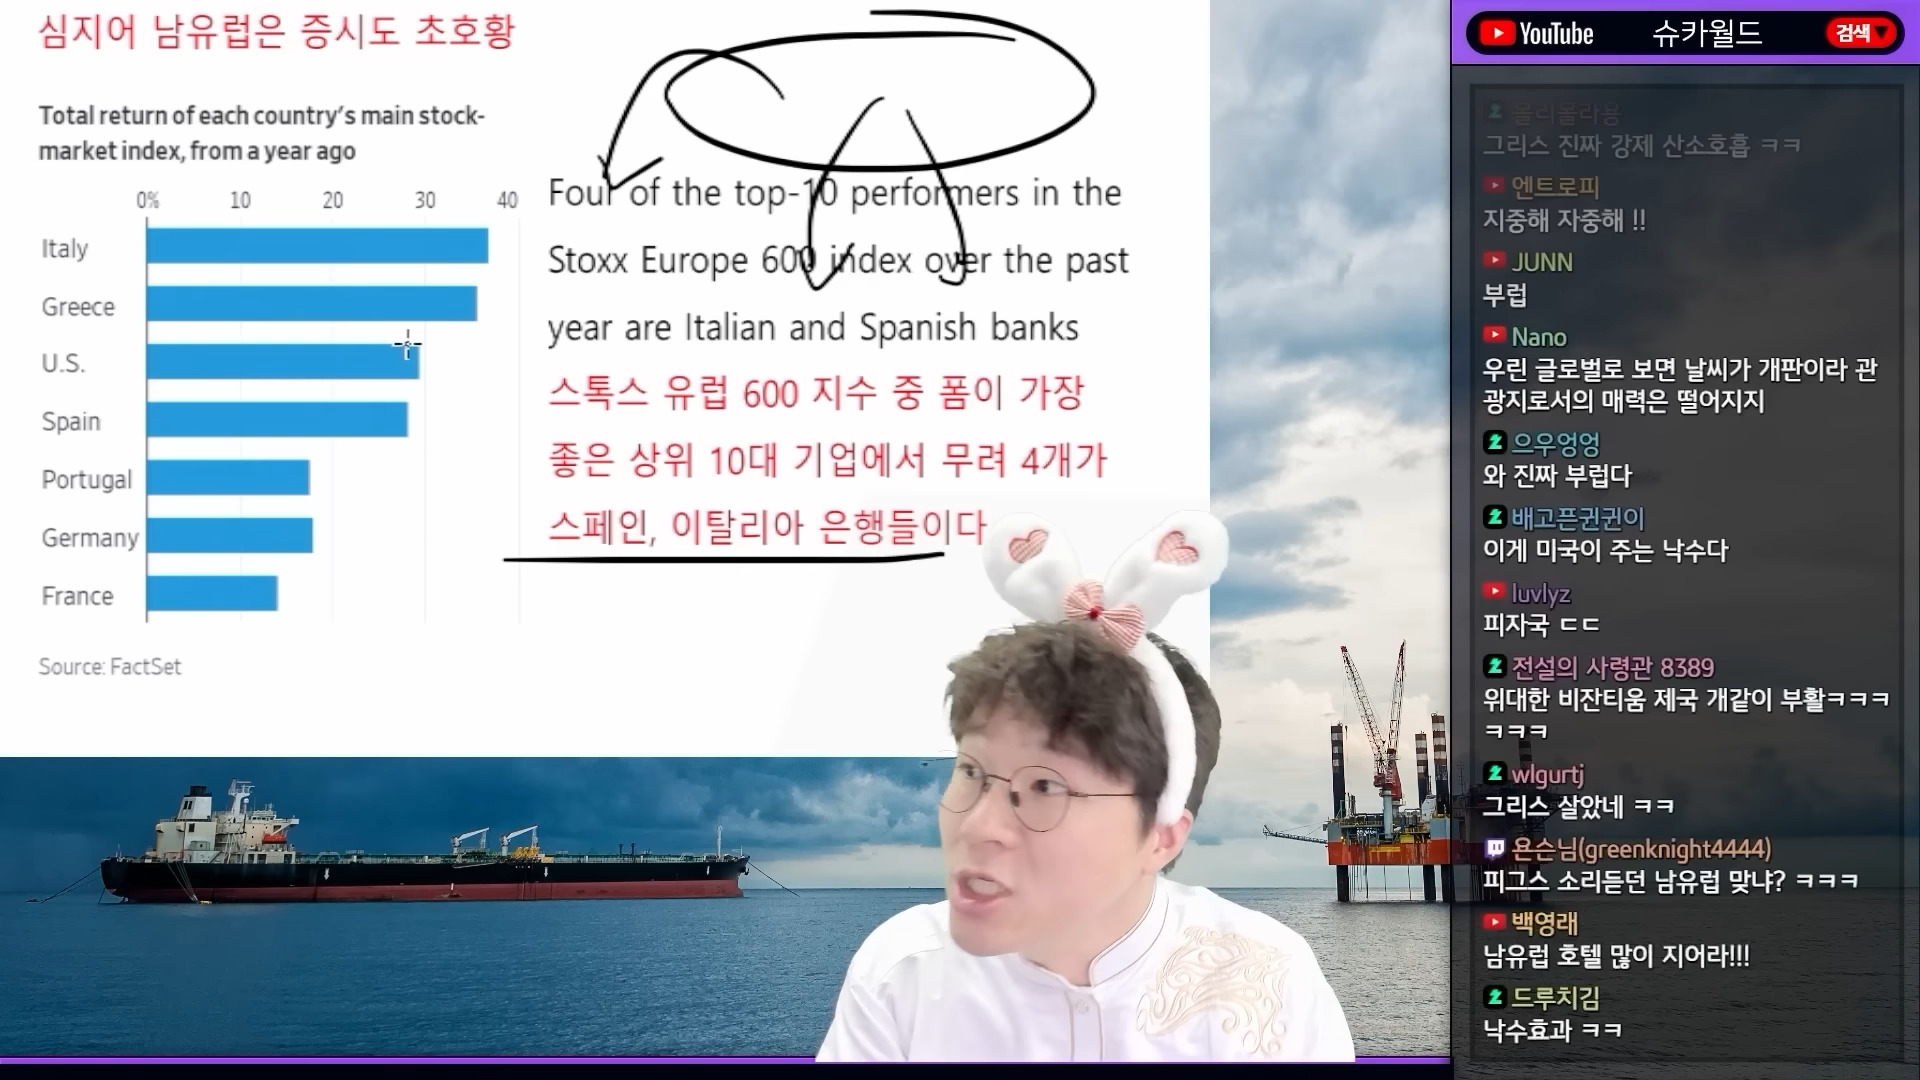 심지어 남유럽은 증시도 초호황
Total return of each country's main stock-
market index, from a year ago
0% 10 20 30 40
Italy
Greece
U.S.
Spain
Portugal
Germany
France
Source: FactSet
Four of the top-10 performers in the
Stoxx Europe 600 index over the past
year are Italian and Spanish banks
스톡스 유럽 600 지수 중 폼이 가장
좋은 상위 10대 기업에서 무려 4개가
스페인, 이탈리아 은행들이다
YouTube 슈카월드 검색
그리스 진짜 강제 산소호흡 ㅋㅋ
엔트로피
지중해 자중해 !!
JUNN
부럽
Nano
우린 글로벌로 보면 날씨가 개판이라 관
광지로서의 매력은 떨어지지
으우엉엉
와 진짜 부럽다
배고픈귄귄이
이게 미국이 주는 낙수다
luvlyz
피자국 ㄷㄷ
전설의 사령관 8389
위대한 비잔티움 제국 개같이 부활ㅋㅋㅋ
ㅋㅋㅋ
wlgurtj
그리스 살았네 ㅋㅋ
욘슨님(greenknight4444)
피그스 소리듣던 남유럽 맞냐? ㅋㅋㅋ
백영래
남유럽 호텔 많이 지어라!!!
드루치김
낙수효과 ㅋㅋ